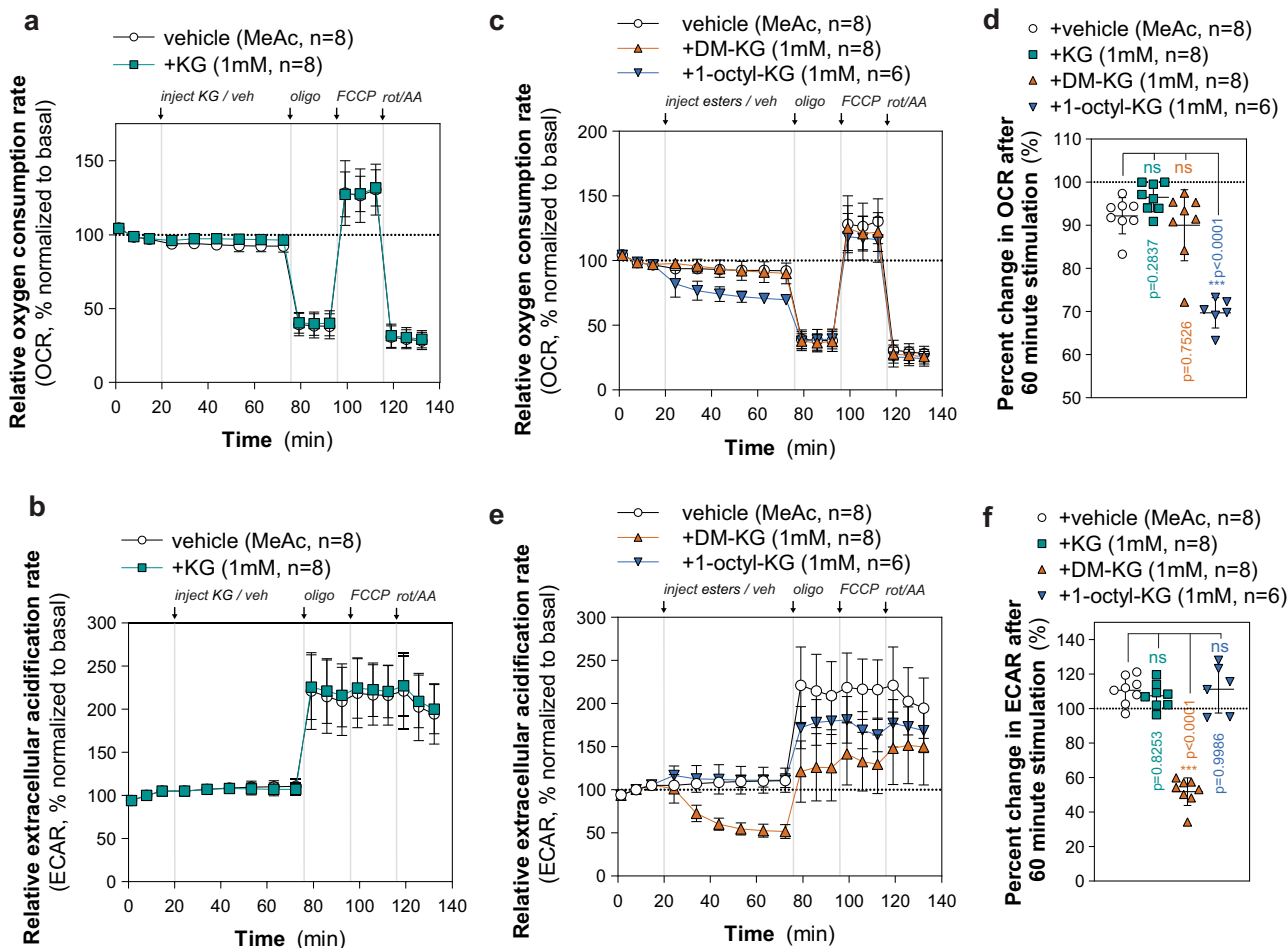 a
vehicle (MeAc, n=8)
+KG (1mM, n=8)
inject KG / veh
oligo
FCCP
rot/AA
Relative oxygen consumption rate
(OCR, % normalized to basal)
150
100
50
0
0 20 40 60 80 100 120 140
Time (min)
c
vehicle (MeAc, n=8)
+DM-KG (1mM, n=8)
+1-octyl-KG (1mM, n=6)
inject esters / veh
oligo
FCCP
rot/AA
Relative oxygen consumption rate
(OCR, % normalized to basal)
200
150
100
50
0
0 20 40 60 80 100 120 140
Time (min)
d
+vehicle (MeAc, n=8)
+KG (1mM, n=8)
+DM-KG (1mM, n=8)
+1-octyl-KG (1mM, n=6)
Percent change in OCR after
60 minute stimulation (%)
110
100
90
80
70
60
50
ns
ns
p=0.2837
p=0.7526
p<0.0001
***
b
vehicle (MeAc, n=8)
+KG (1mM, n=8)
inject KG / veh
oligo
FCCP
rot/AA
Relative extracellular acidification rate
(ECAR, % normalized to basal)
300
250
200
150
100
50
0
0 20 40 60 80 100 120 140
Time (min)
e
vehicle (MeAc, n=8)
+DM-KG (1mM, n=8)
+1-octyl-KG (1mM, n=6)
inject esters / veh
oligo
FCCP
rot/AA
Relative extracellular acidification rate
(ECAR, % normalized to basal)
300
250
200
150
100
50
0
0 20 40 60 80 100 120 140
Time (min)
f
+vehicle (MeAc, n=8)
+KG (1mM, n=8)
+DM-KG (1mM, n=8)
+1-octyl-KG (1mM, n=6)
Percent change in ECAR after
60 minute stimulation (%)
140
120
100
80
60
40
20
0
ns
ns
p=0.8253
***
p<0.0001
p=0.9986